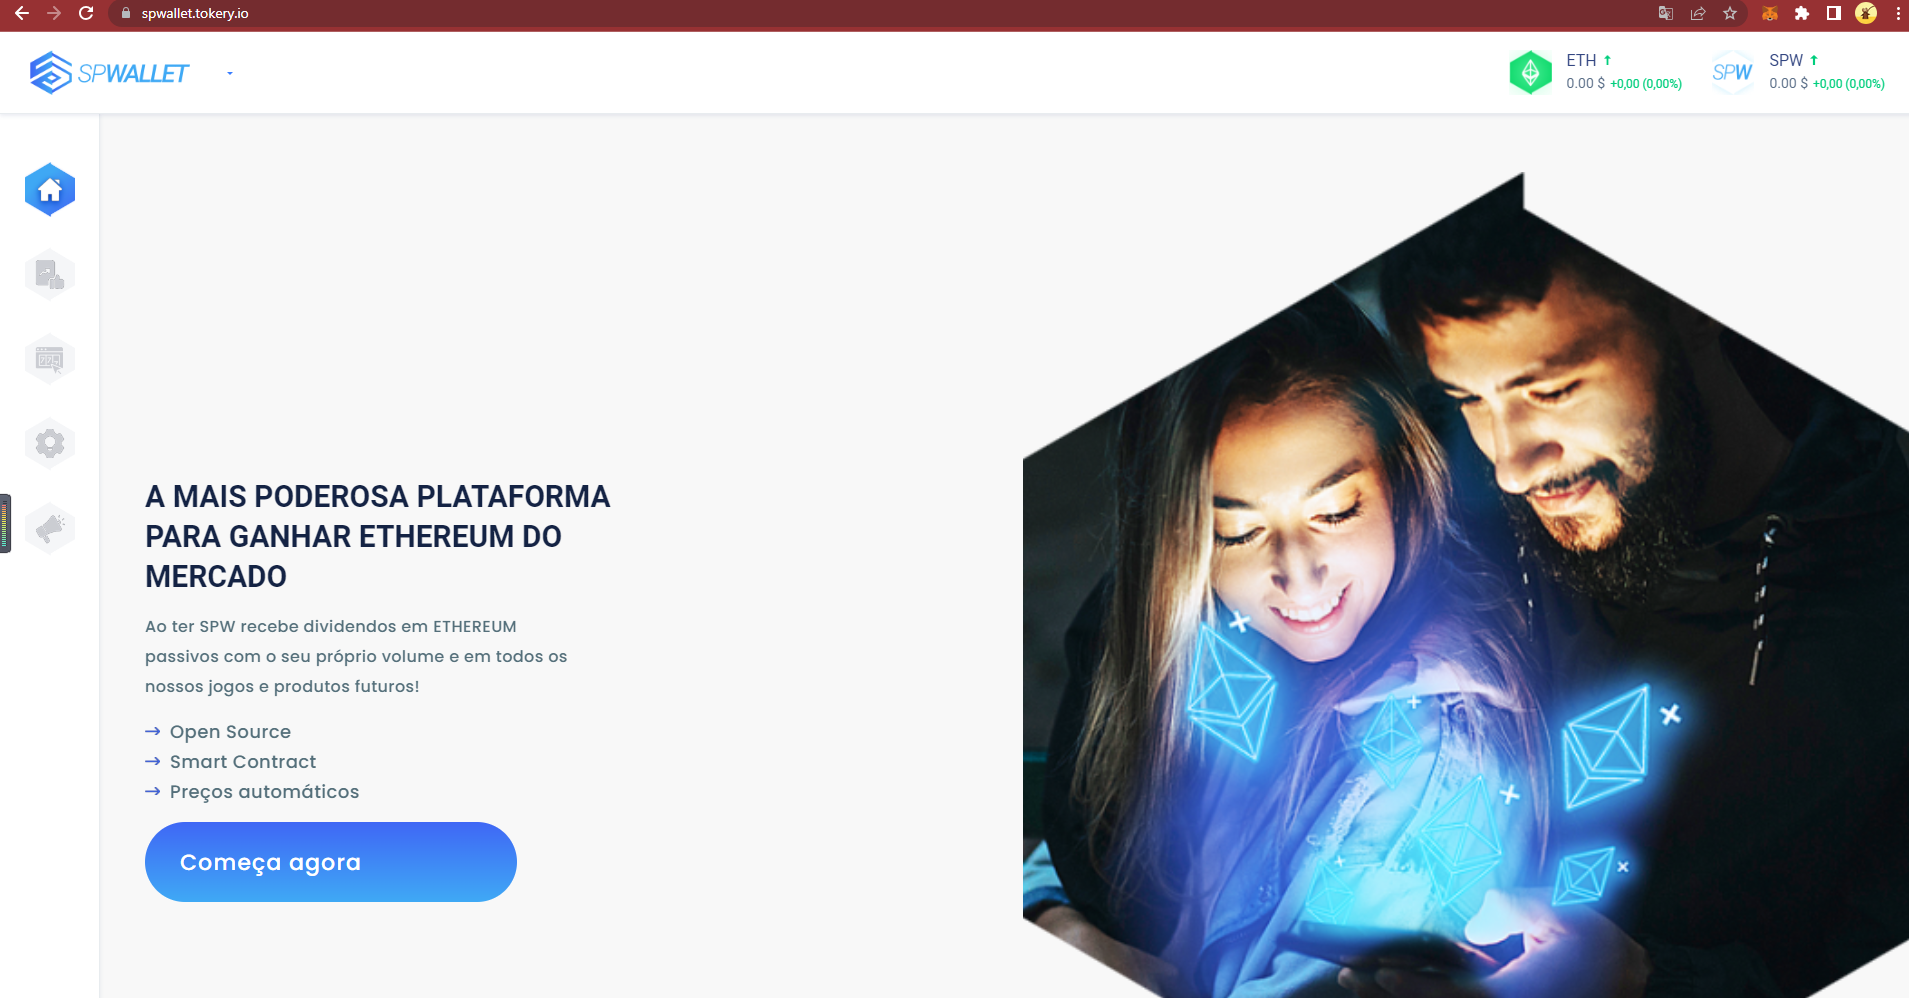 spwallet.tokery.io
SPWALLET
ETH
0.00 $ +0,00 (0,00%)
SPW
SPW
0.00 $ +0,00 (0,00%)
A MAIS PODEROSA PLATAFORMA
PARA GANHAR ETHEREUM DO
MERCADO
Ao ter SPW recebe dividendos em ETHEREUM
passivos com o seu próprio volume e em todos os
nossos jogos e produtos futuros!
Open Source
Smart Contract
Preços automáticos
Começa agora